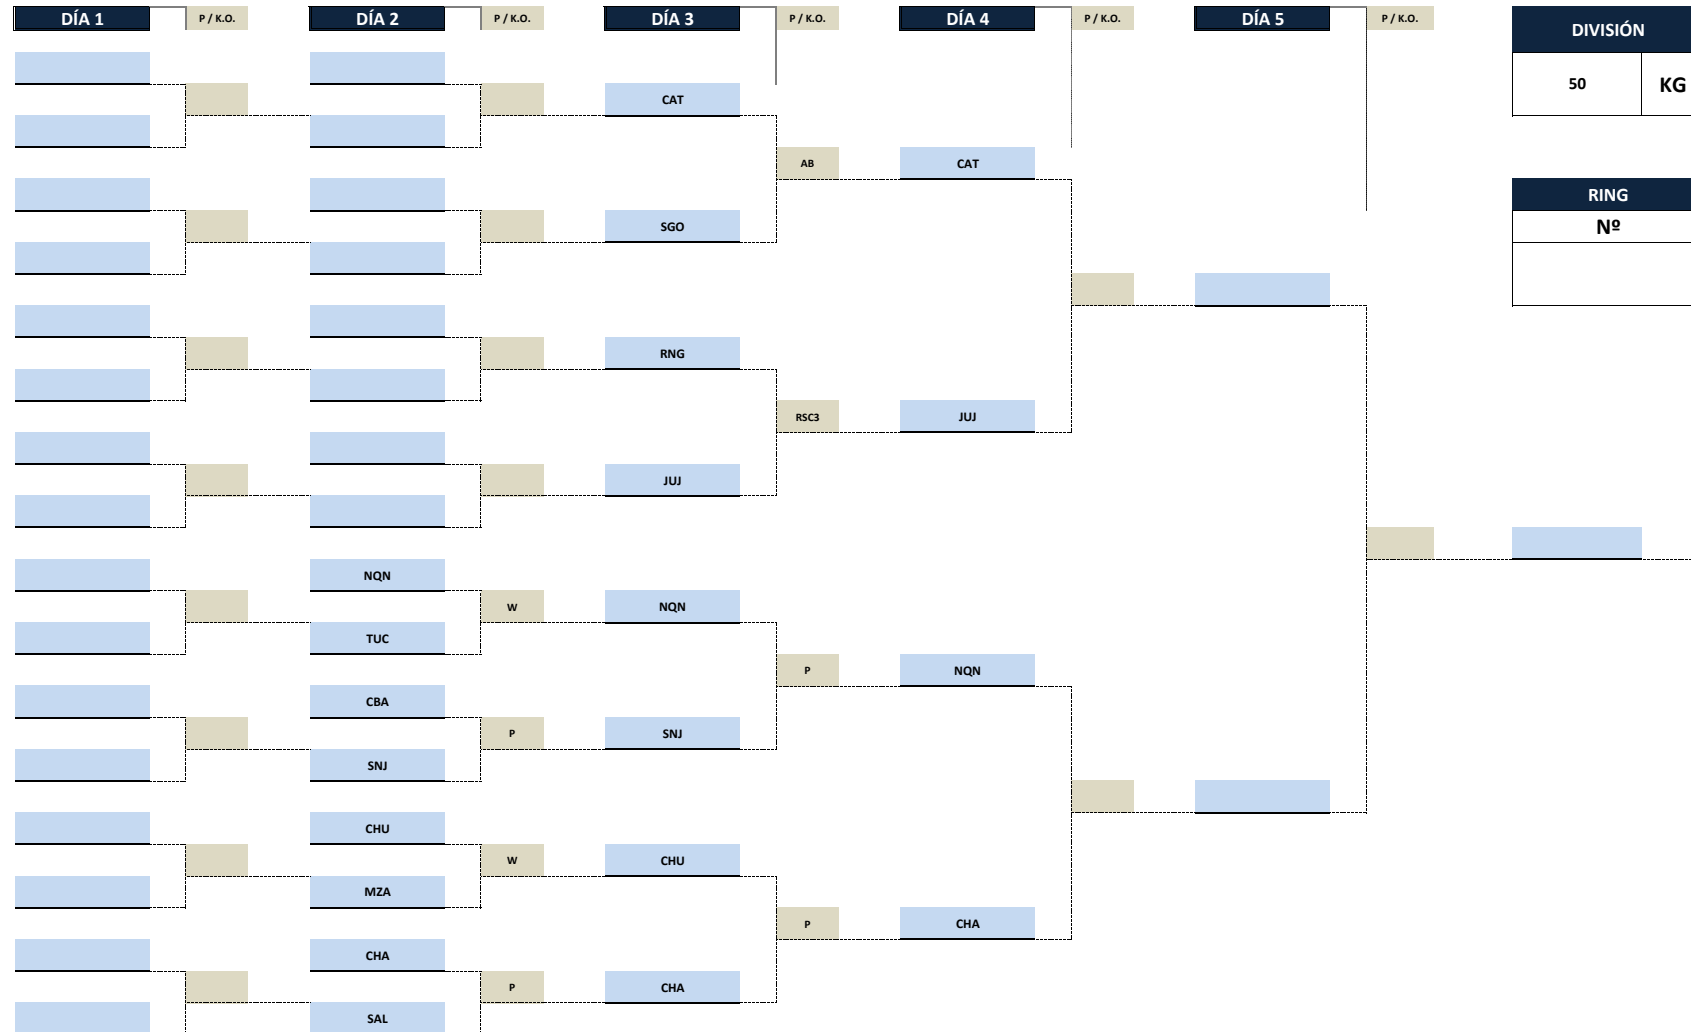 DÍA 1 P / K.O. DÍA 2 P / K.O. DÍA 3 P / K.O. DÍA 4 P / K.O. DÍA 5 P / K.O. DIVISIÓN
50 KG
CAT
AB CAT
RING
SGO
Nº
RNG
RSC3 JUJ
JUJ
NQN
W NQN
TUC
P NQN
CBA
P SNJ
SNJ
CHU
W CHU
MZA
P CHA
CHA
P CHA
SAL